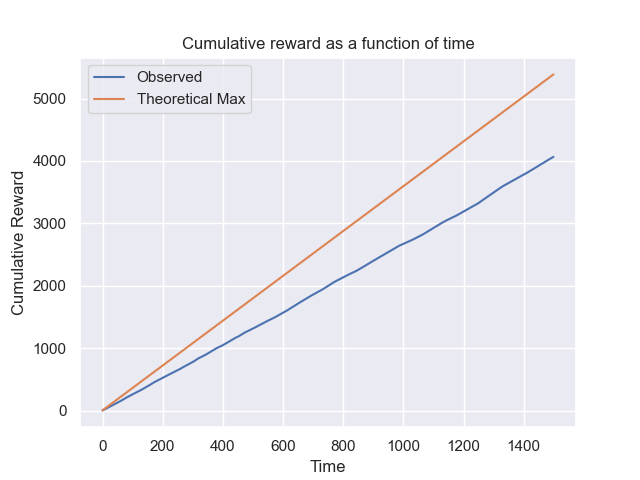 Cumulative reward as a function of time
Observed
Theoretical Max
5000
4000
3000
2000
1000
0
Cumulative Reward
0 200 400 600 800 1000 1200 1400
Time